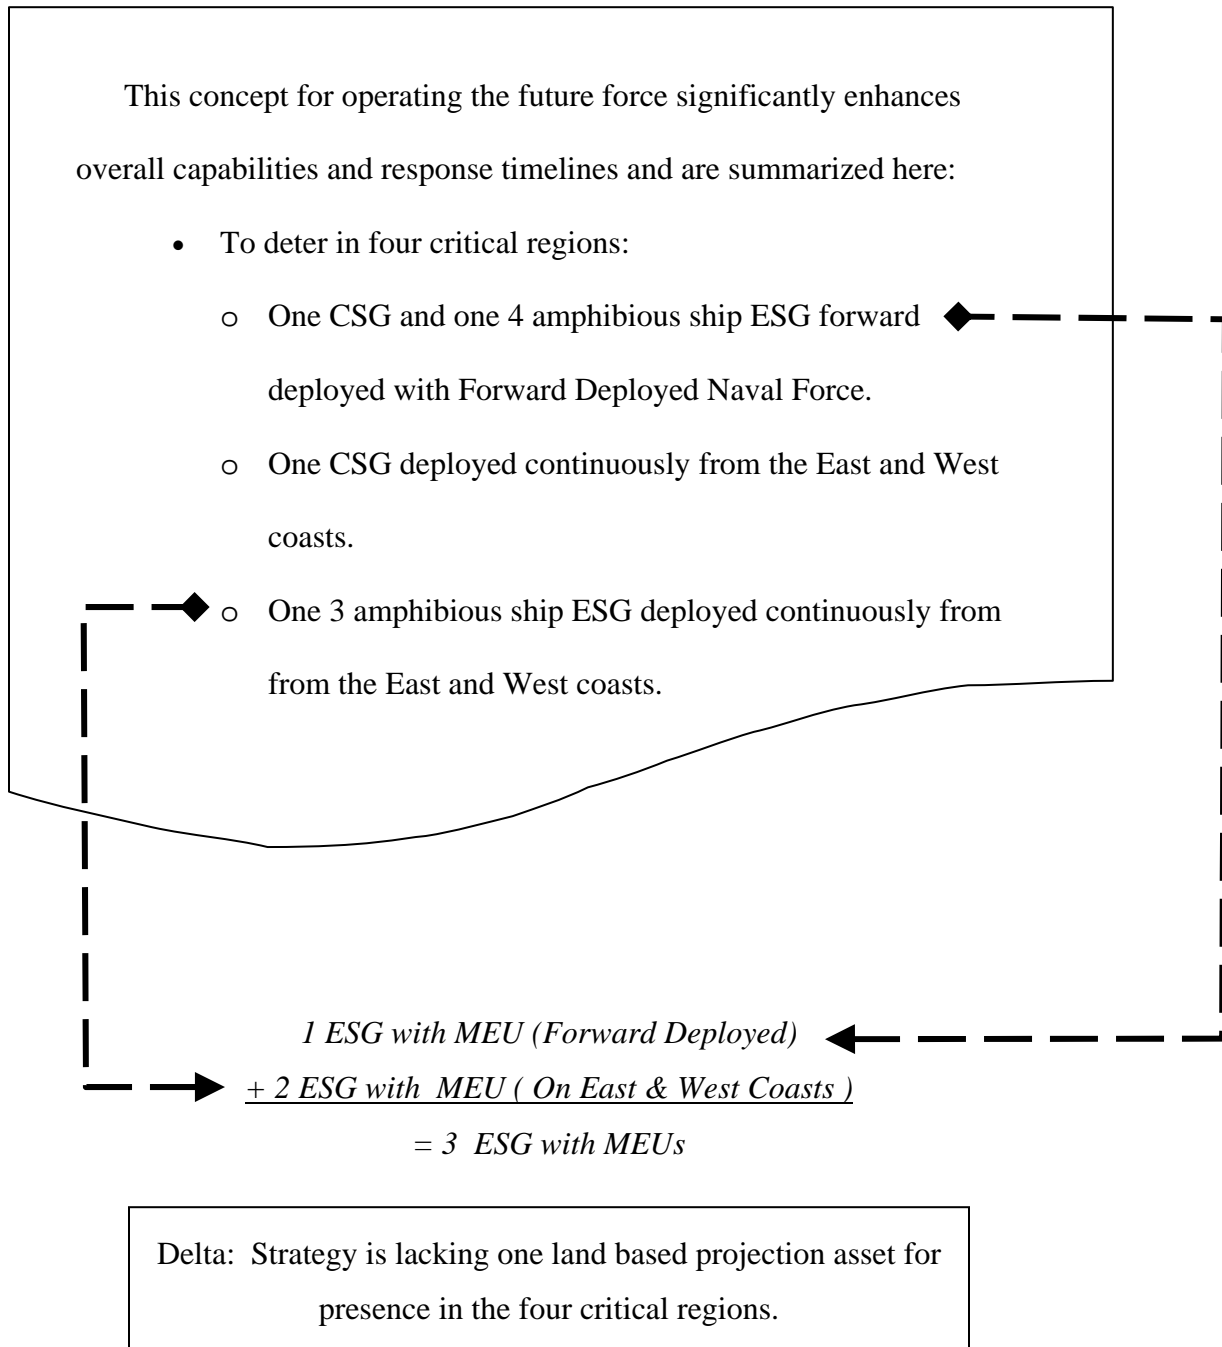 This concept for operating the future force significantly enhances
overall capabilities and response timelines and are summarized here:
• To deter in four critical regions:
o One CSG and one 4 amphibious ship ESG forward
deployed with Forward Deployed Naval Force.
o One CSG deployed continuously from the East and West
coasts.
o One 3 amphibious ship ESG deployed continuously from
from the East and West coasts.
1 ESG with MEU (Forward Deployed)
+ 2 ESG with MEU ( On East & West Coasts )
= 3 ESG with MEUs
Delta: Strategy is lacking one land based projection asset for
presence in the four critical regions.